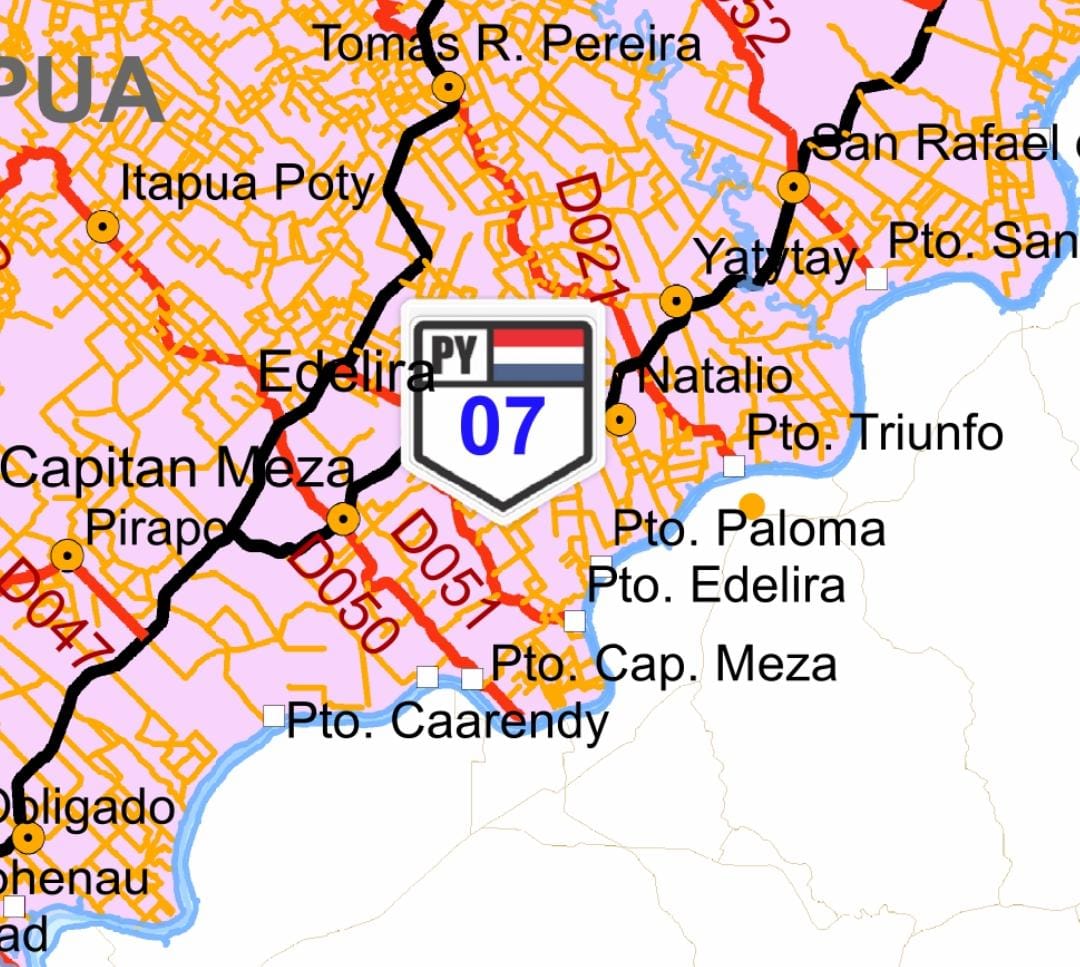 Tomas R. Pereira
52
PUA
San Rafael
Itapua Poty
D021
Pto. San
Yatytay
PY
Edelira
Natalio
07
Pto. Triunfo
Capitan Meza
Pirapo
D051
Pto. Paloma
D050
Pto. Edelira
D047
Pto. Cap. Meza
Pto. Caarendy
Obligado
ohenau
ad